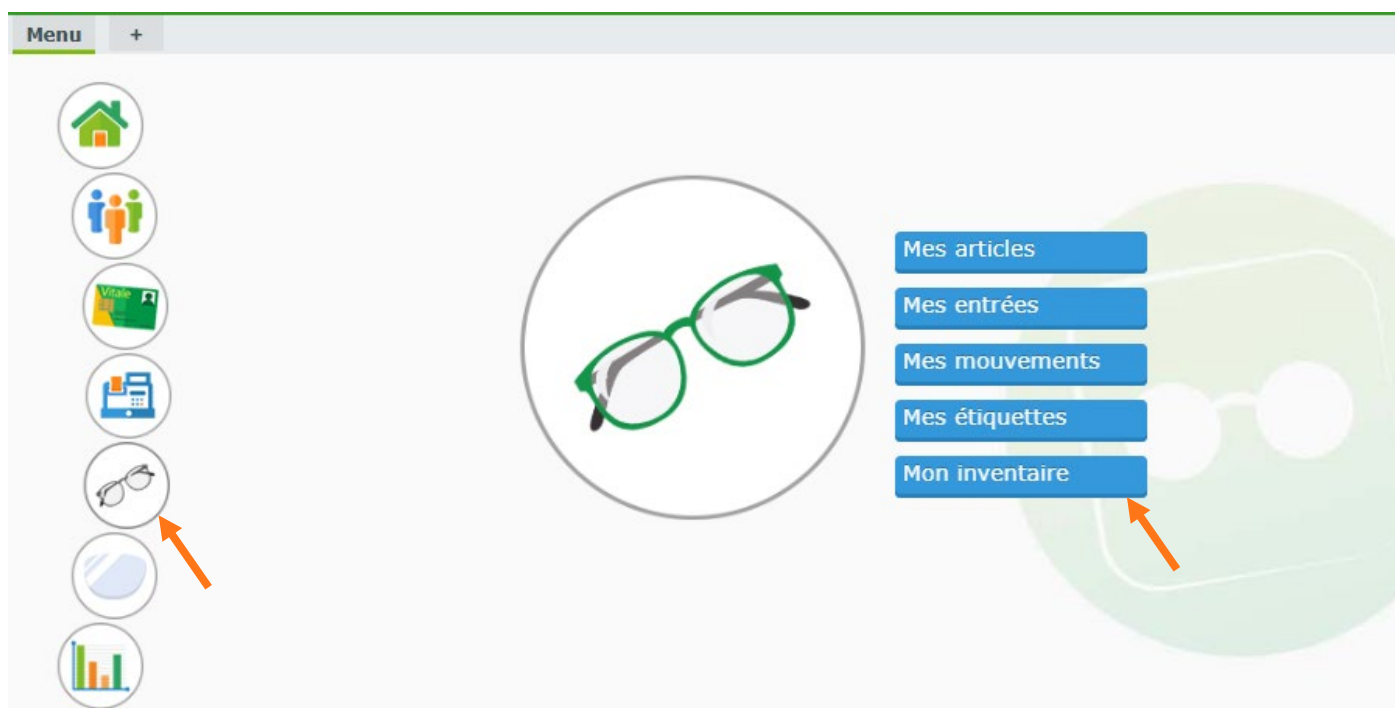 Menu +
Vitale
Mes articles
Mes entrées
Mes mouvements
Mes étiquettes
Mon inventaire